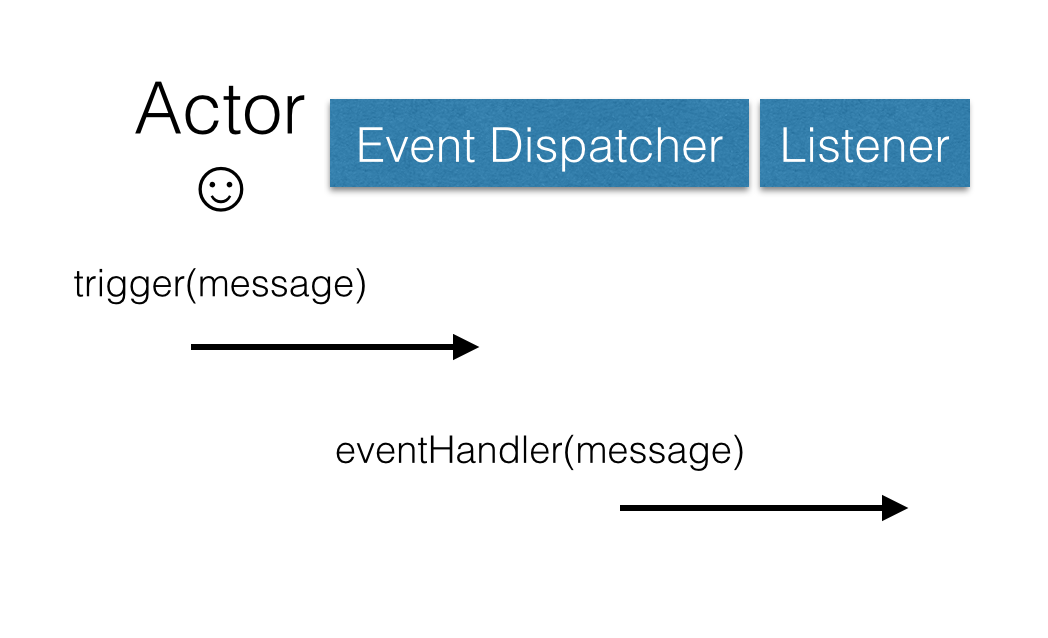 Actor
Event Dispatcher
Listener
trigger(message)
eventHandler(message)